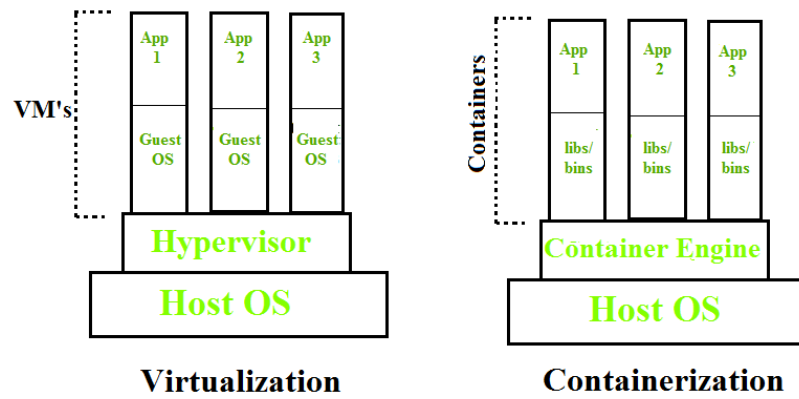 VM's
App
1
App
2
App
3
Guest
OS
Guest
OS
Guest
OS
Hypervisor
Host OS
Virtualization
Containers
App
1
App
2
App
3
libs/
bins
libs/
bins
libs/
bins
Container Engine
Host OS
Containerization